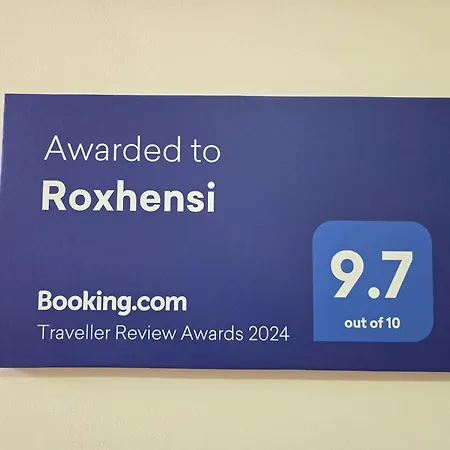 Awarded to
Roxhensi
9.7
out of 10
Booking.com
Traveller Review Awards 2024